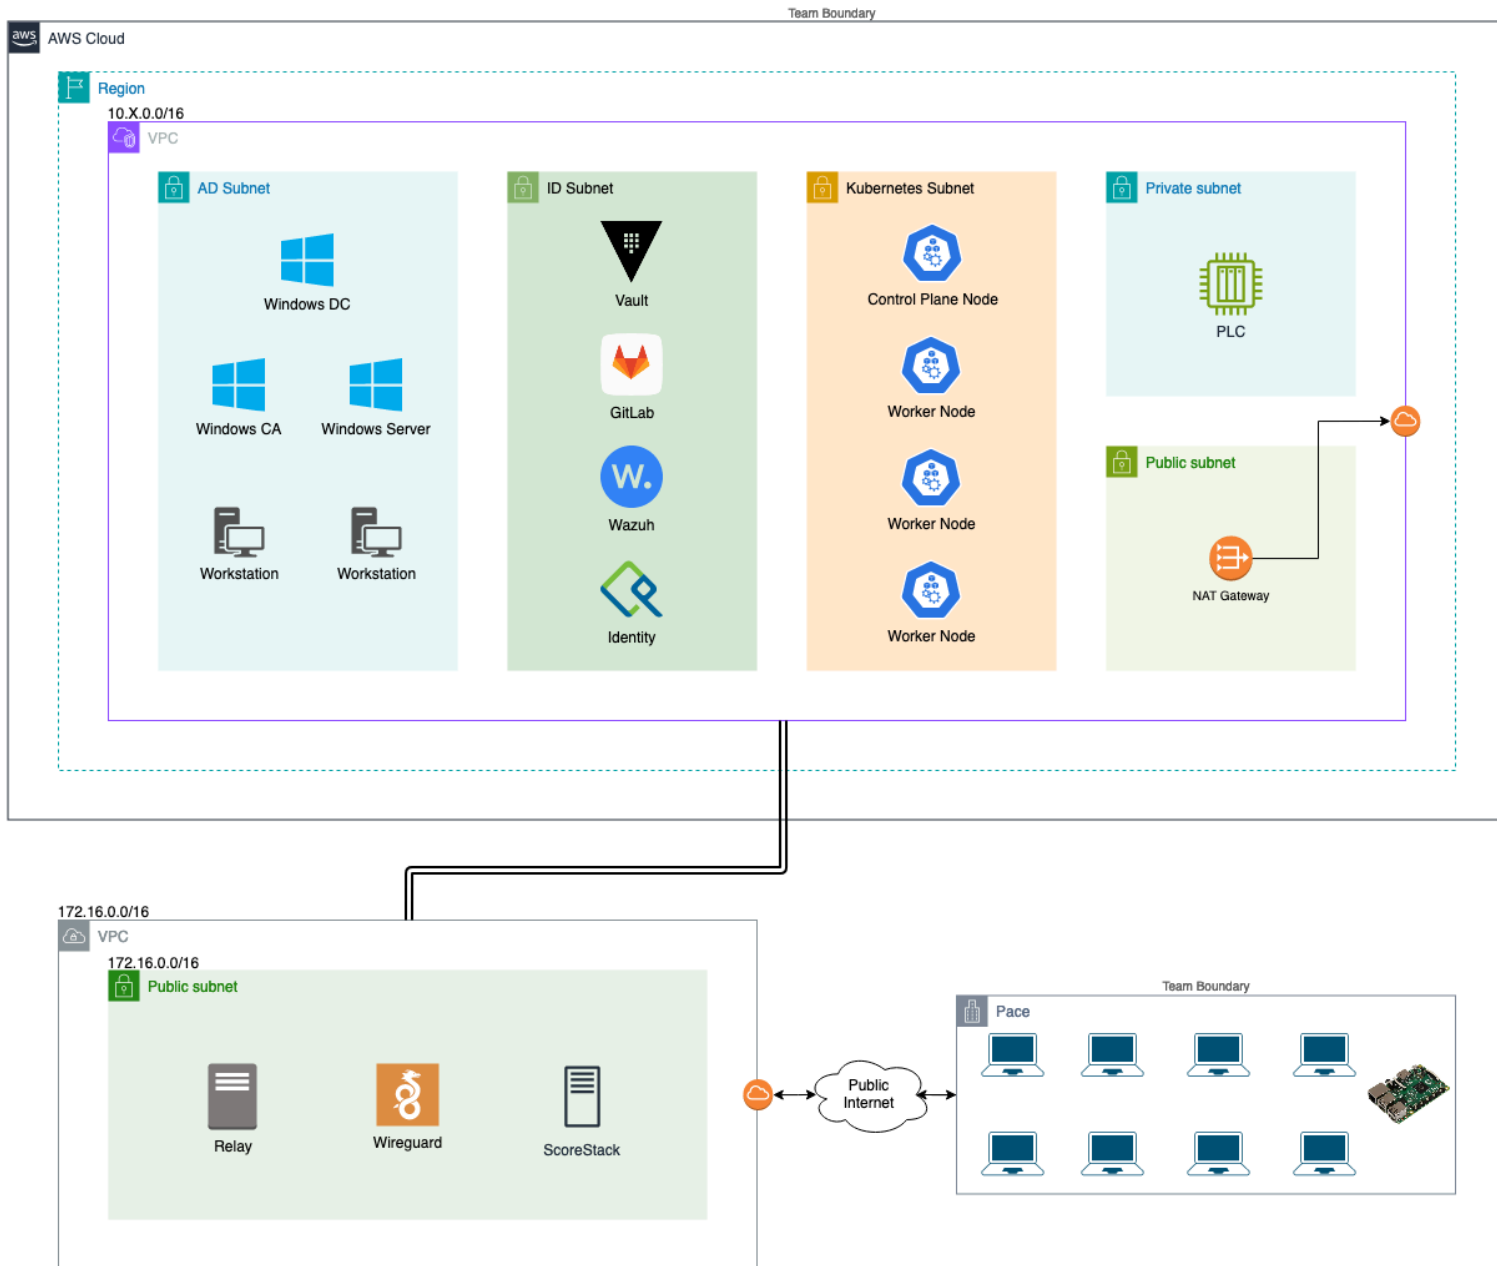 Team Boundary
aws
AWS Cloud
Region
10.X.0.0/16
VPC
AD Subnet
Windows DC
Windows CA
Windows Server
Workstation
Workstation
ID Subnet
Vault
GitLab
W.
Wazuh
Identity
Kubernetes Subnet
Control Plane Node
Worker Node
Worker Node
Worker Node
Private subnet
PLC
Public subnet
NAT Gateway
172.16.0.0/16
VPC
172.16.0.0/16
Public subnet
Relay
Wireguard
ScoreStack
Public
Internet
Team Boundary
Pace